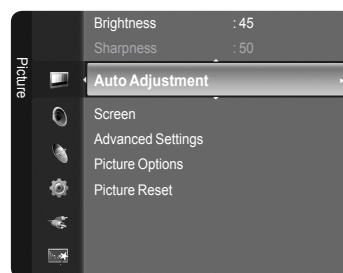 Picture
Brightness : 45
Sharpness : 50
Auto Adjustment
Screen
Advanced Settings
Picture Options
Picture Reset